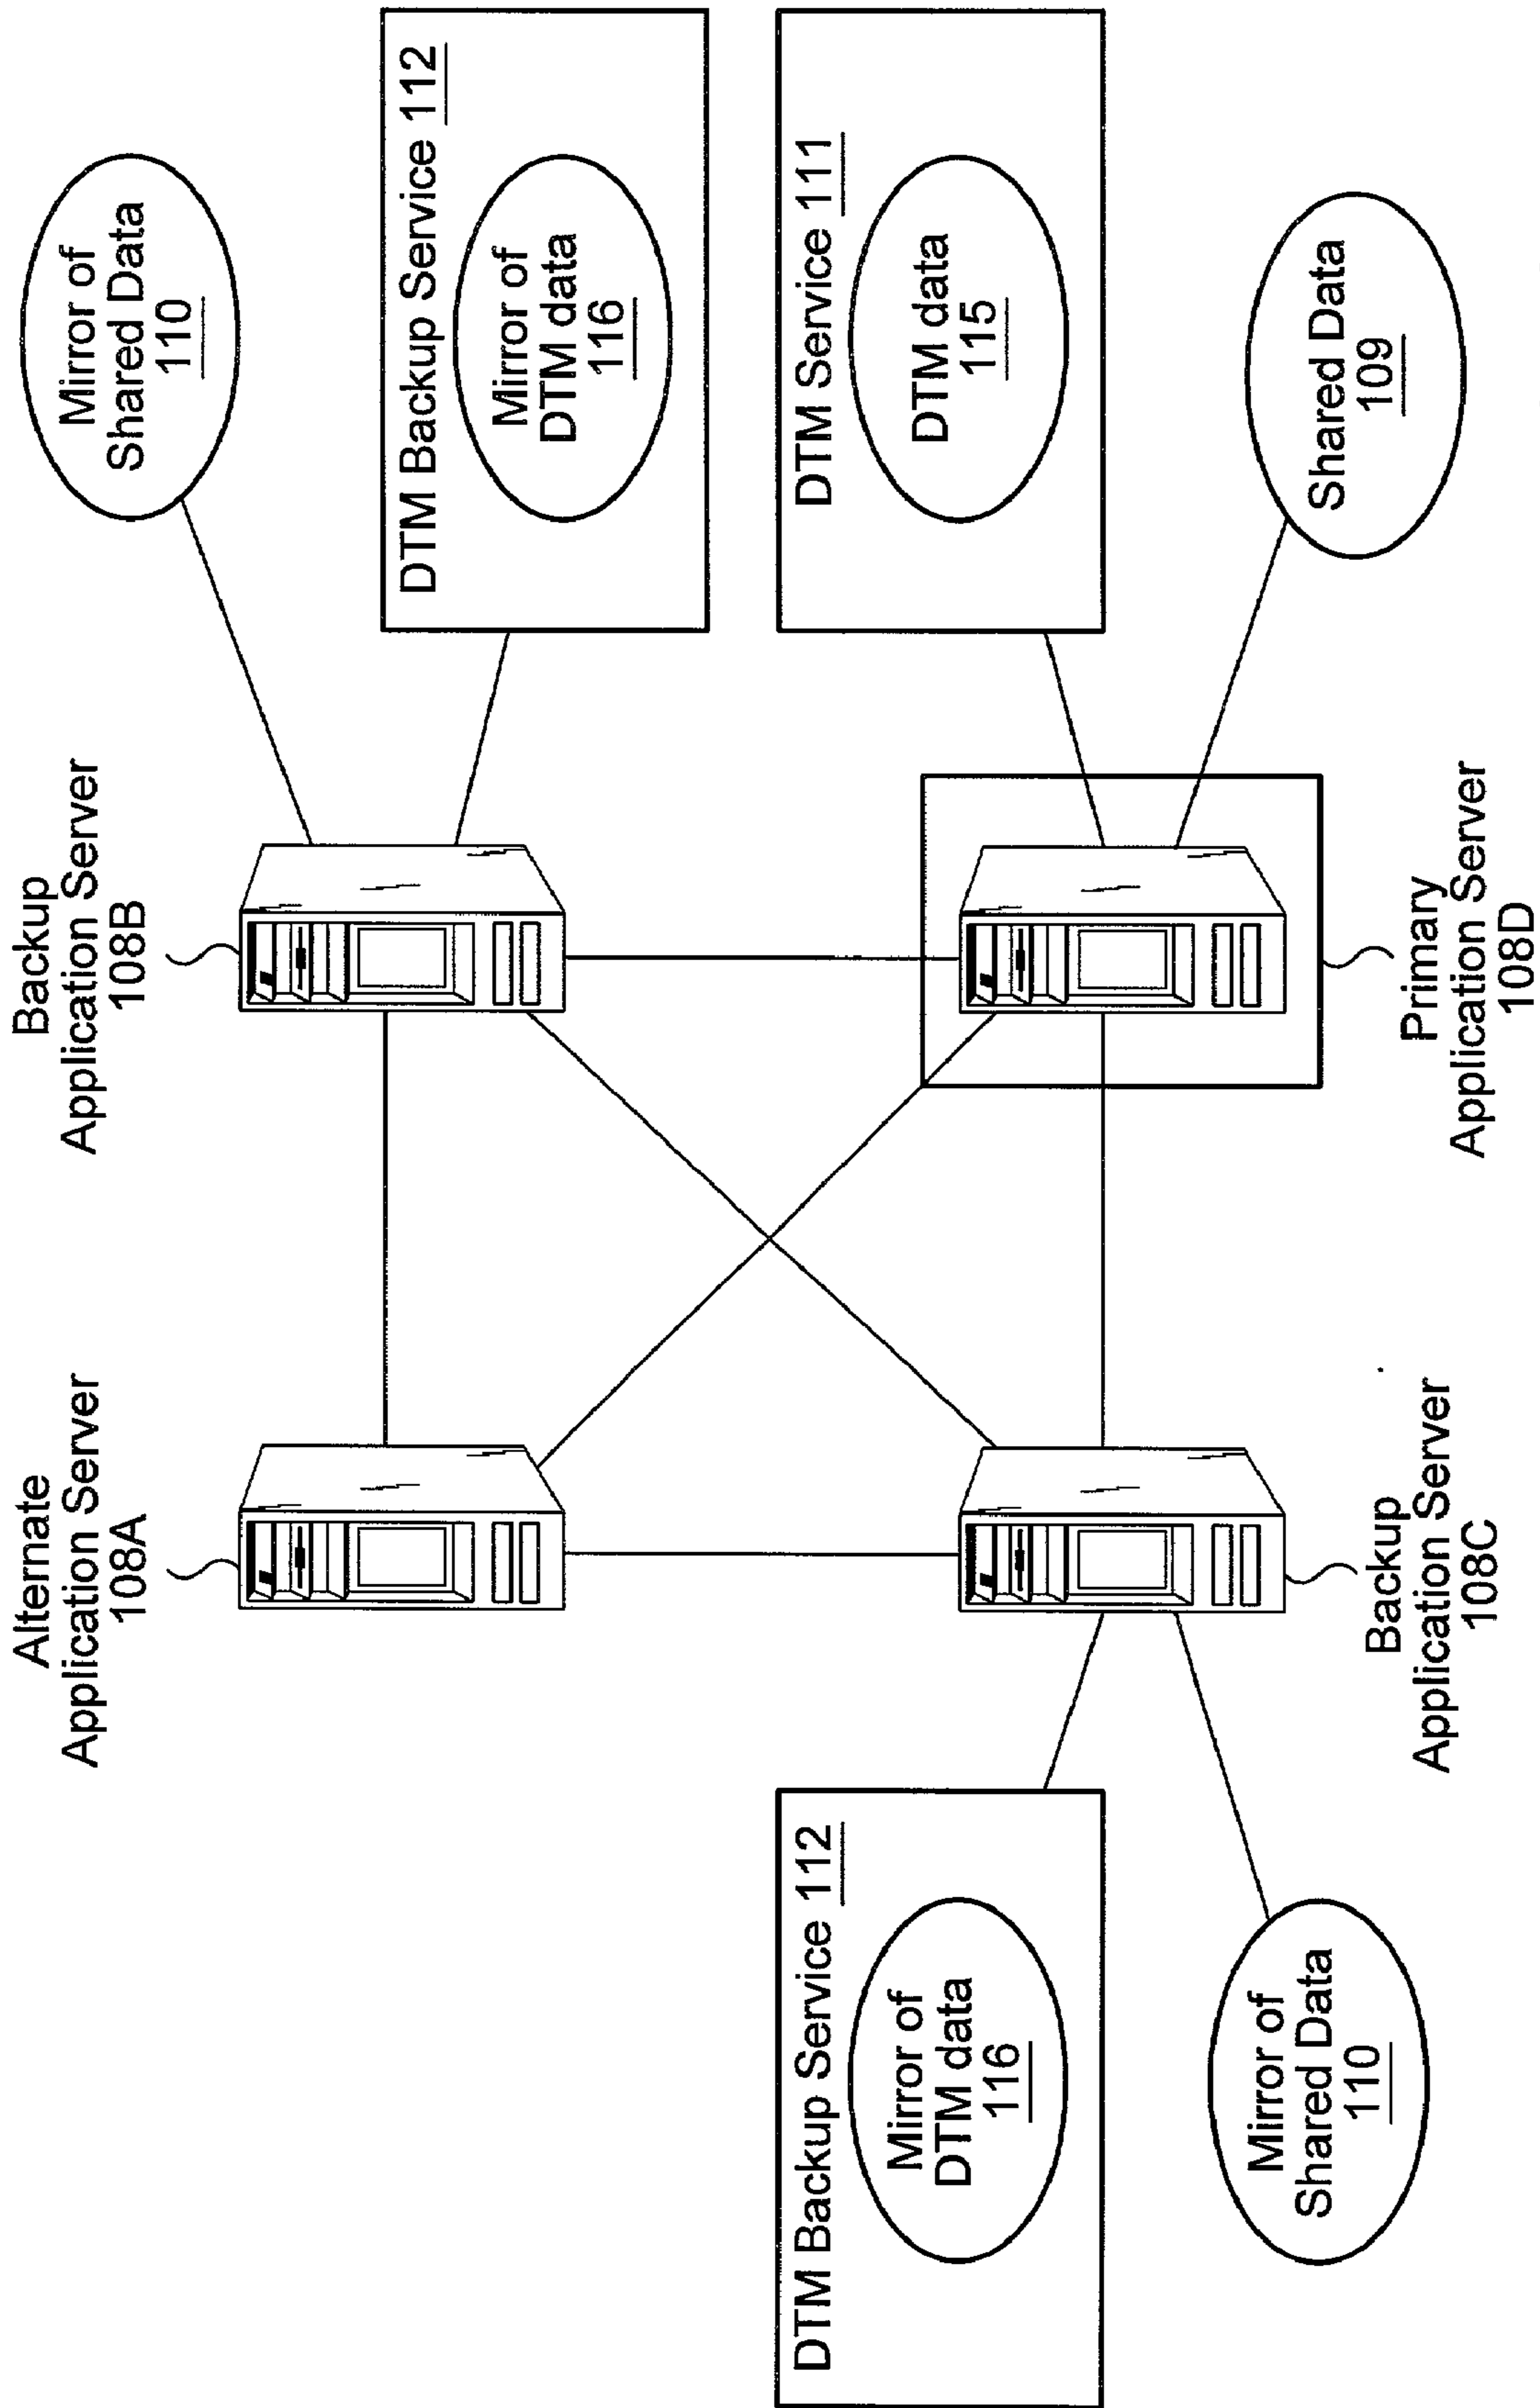 Alternate
Application Server
108A
Backup
Application Server
108B
Mirror of
Shared Data
110
DTM Backup Service 112
Mirror of
DTM data
116
DTM Backup Service 112
Mirror of
DTM data
116
DTM Service 111
DTM data
115
Mirror of
Shared Data
110
Backup
Application Server
108C
Primary
Application Server
108D
Shared Data
109